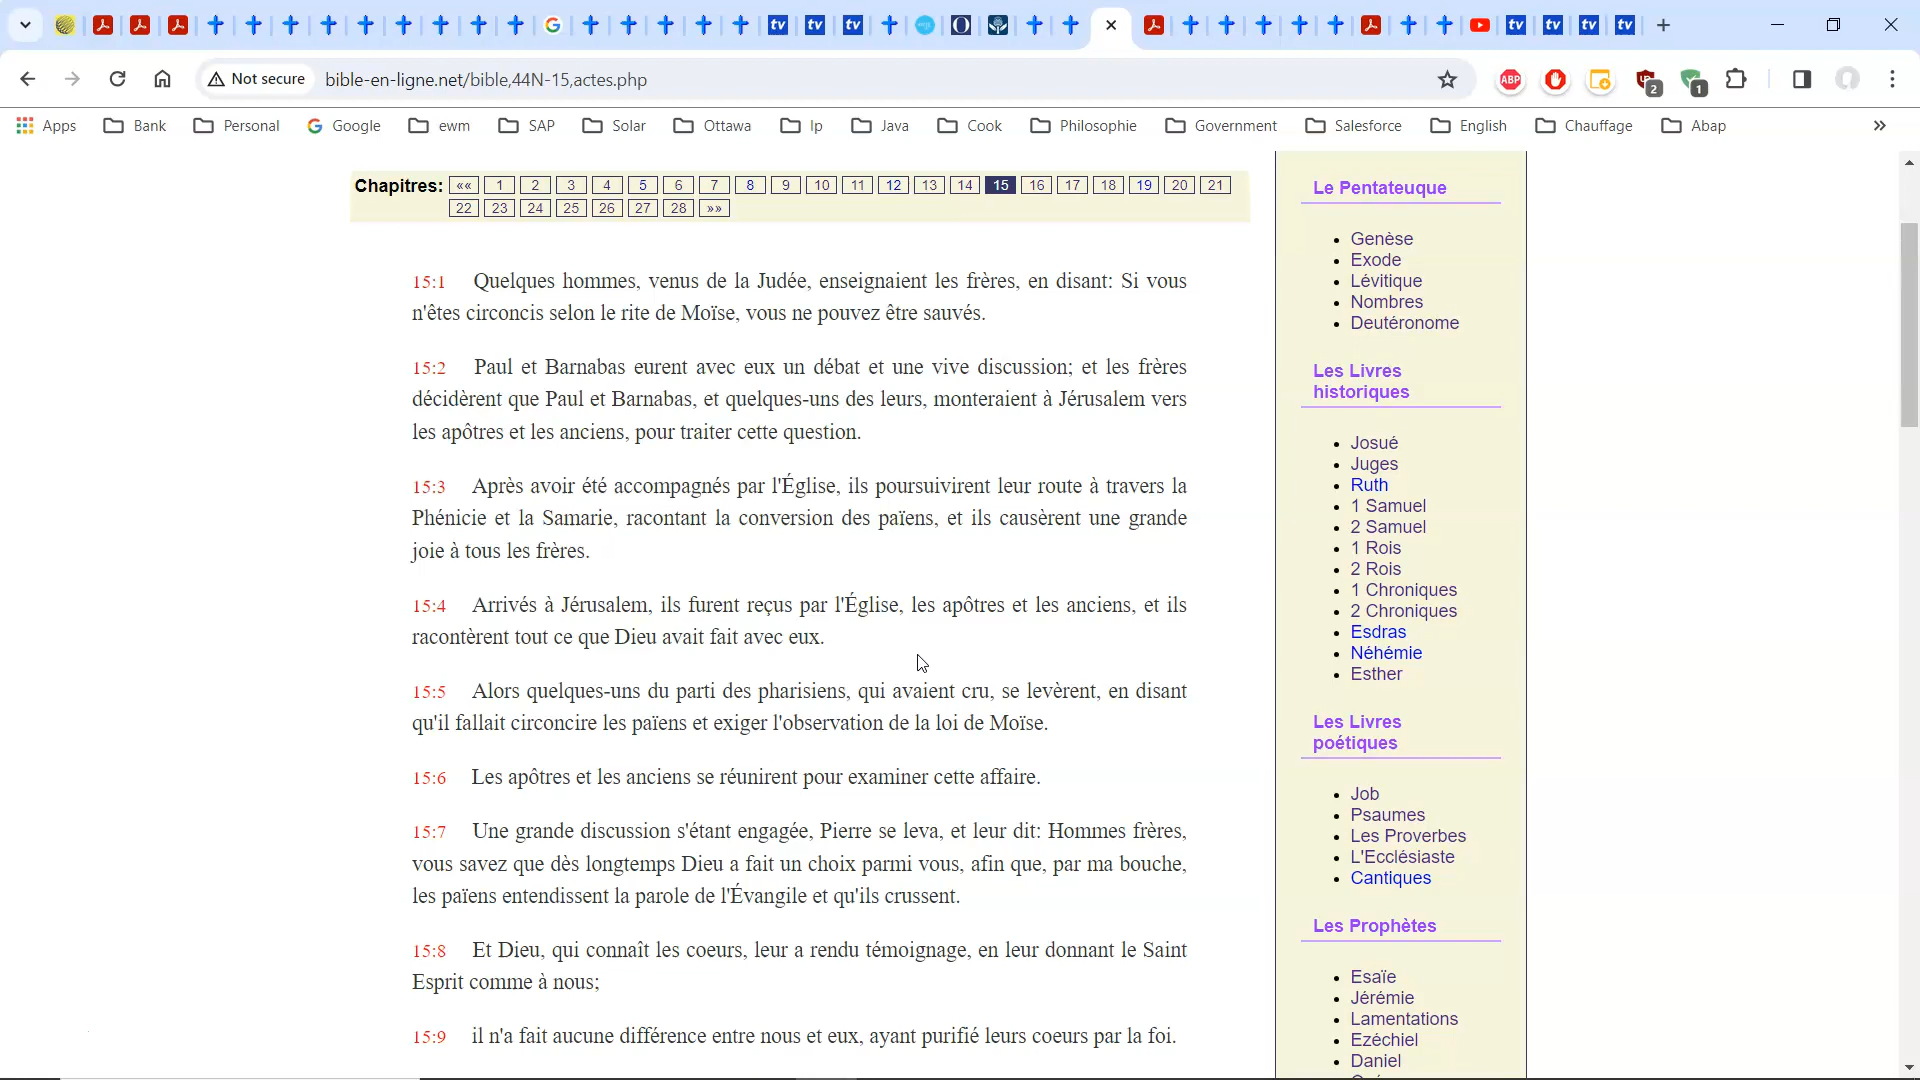 Not secure
bible-en-ligne.net/bible,44N-15,actes.php
ABP
2
1
Apps Bank Personal Google ewm SAP Solar Ottawa Ip Java Cook Philosophie Government Salesforce English Chauffage Abap »
Chapitres: «« 1 2 3 4 5 6 7 8 9 10 11 12 13 14 15 16 17 18 19 20 21
22 23 24 25 26 27 28 »»
15:1 Quelques hommes, venus de la Judée, enseignaient les frères, en disant: Si vous
n'êtes circoncis selon le rite de Moïse, vous ne pouvez être sauvés.
15:2 Paul et Barnabas eurent avec eux un débat et une vive discussion; et les frères
décidèrent que Paul et Barnabas, et quelques-uns des leurs, monteraient à Jérusalem vers
les apôtres et les anciens, pour traiter cette question.
15:3 Après avoir été accompagnés par l'Église, ils poursuivirent leur route à travers la
Phénicie et la Samarie, racontant la conversion des païens, et ils causèrent une grande
joie à tous les frères.
15:4 Arrivés à Jérusalem, ils furent reçus par l'Église, les apôtres et les anciens, et ils
racontèrent tout ce que Dieu avait fait avec eux.
15:5 Alors quelques-uns du parti des pharisiens, qui avaient cru, se levèrent, en disant
qu'il fallait circoncire les païens et exiger l'observation de la loi de Moïse.
15:6 Les apôtres et les anciens se réunirent pour examiner cette affaire.
15:7 Une grande discussion s'étant engagée, Pierre se leva, et leur dit: Hommes frères,
vous savez que dès longtemps Dieu a fait un choix parmi vous, afin que, par ma bouche,
les païens entendissent la parole de l'Évangile et qu'ils crussent.
15:8 Et Dieu, qui connaît les coeurs, leur a rendu témoignage, en leur donnant le Saint
Esprit comme à nous;
15:9 il n'a fait aucune différence entre nous et eux, ayant purifié leurs coeurs par la foi.
Le Pentateuque
Genèse
Exode
Lévitique
Nombres
Deutéronome
Les Livres
historiques
Josué
Juges
Ruth
1 Samuel
2 Samuel
1 Rois
2 Rois
1 Chroniques
2 Chroniques
Esdras
Néhémie
Esther
Les Livres
poétiques
Job
Psaumes
Les Proverbes
L'Ecclésiaste
Cantiques
Les Prophètes
Esaïe
Jérémie
Lamentations
Ezéchiel
Daniel